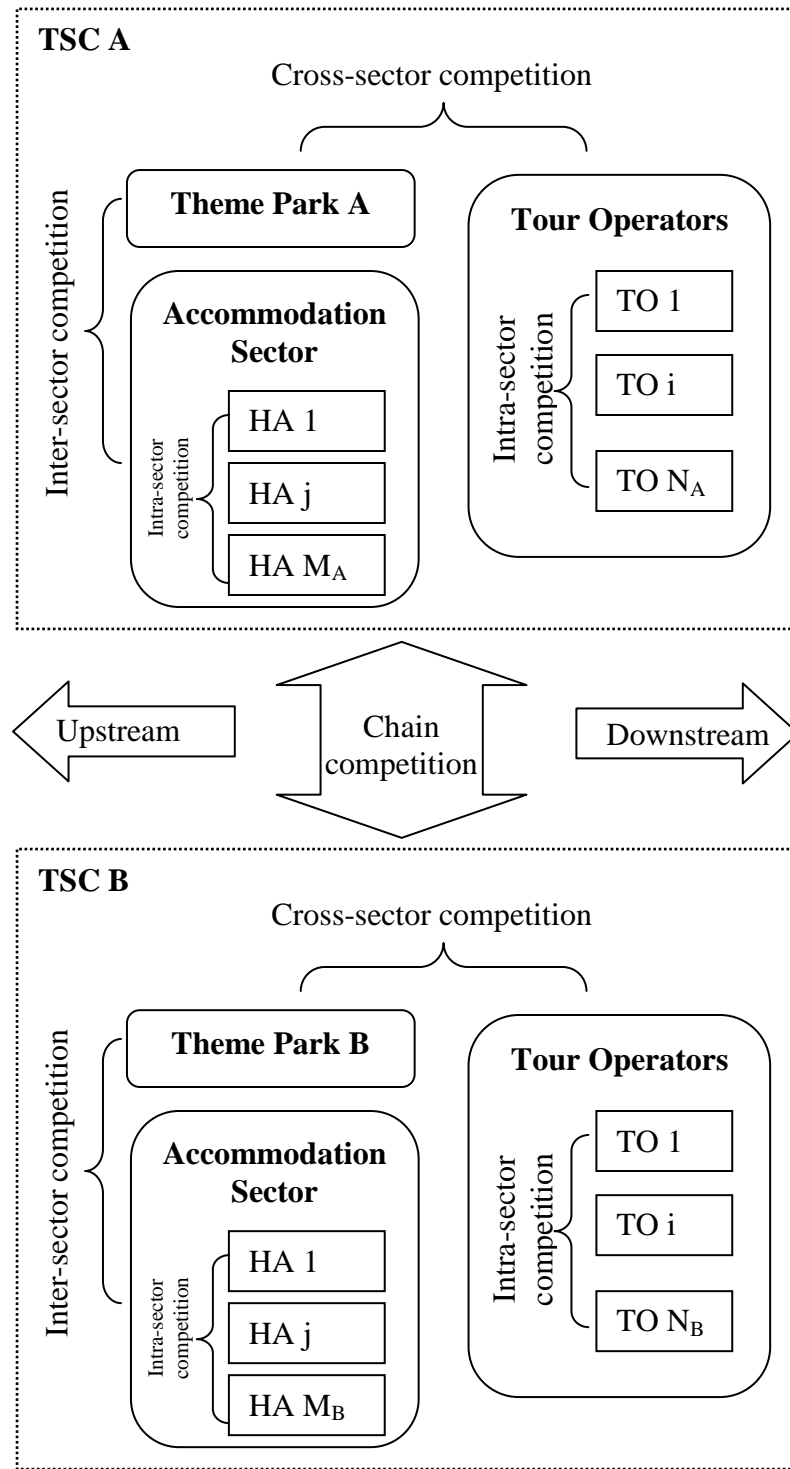 TSC A
Cross-sector competition
Inter-sector competition
Theme Park A
Accommodation
Sector
Intra-sector
competition
HA 1
HA j
HA M_A
Tour Operators
Intra-sector
competition
TO 1
TO i
TO N_A
Upstream
Chain
competition
Downstream
TSC B
Cross-sector competition
Inter-sector competition
Theme Park B
Accommodation
Sector
Intra-sector
competition
HA 1
HA j
HA M_B
Tour Operators
Intra-sector
competition
TO 1
TO i
TO N_B